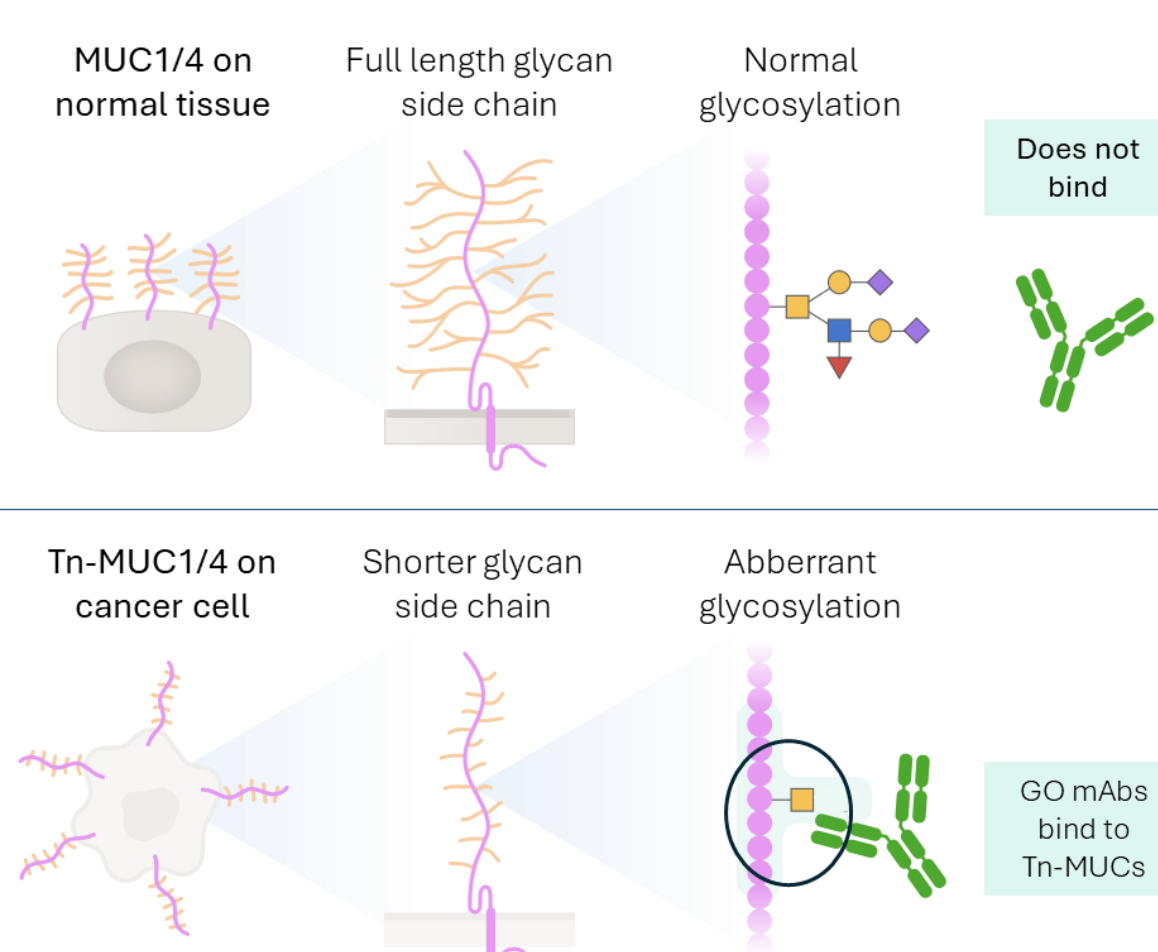 MUC1/4 on
normal tissue
Full length glycan
side chain
Normal
glycosylation
Does not
bind
Tn-MUC1/4 on
cancer cell
Shorter glycan
side chain
Abberrant
glycosylation
GO mAbs
bind to
Tn-MUCs